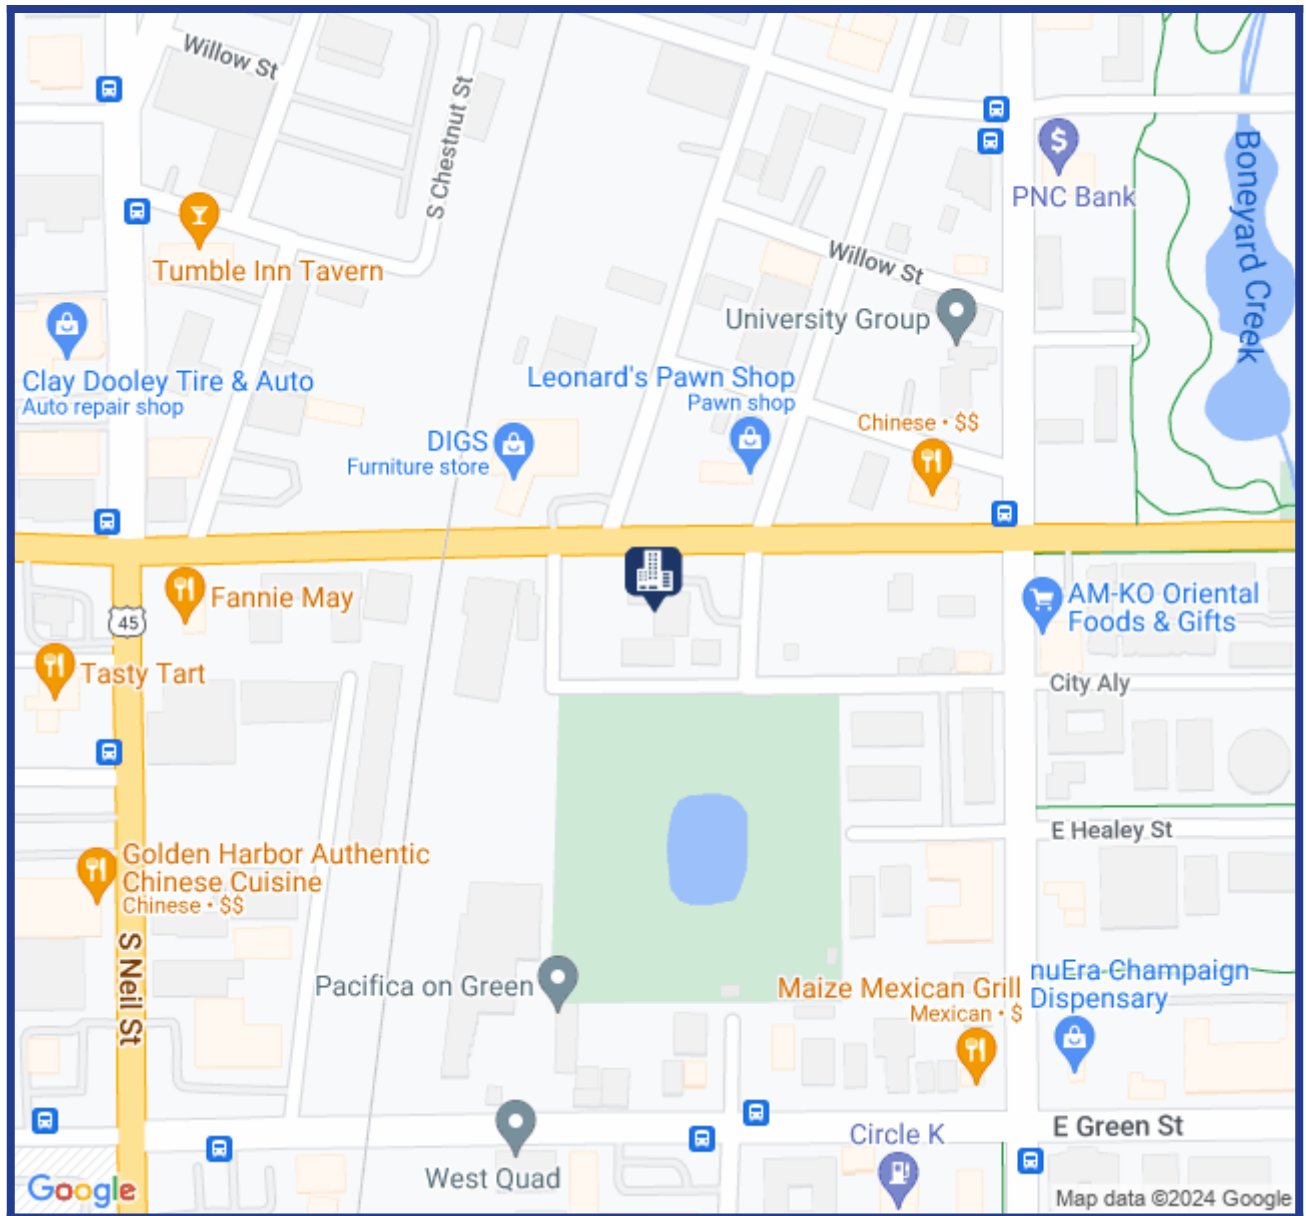 Willow St
S Chestnut St
PNC Bank
Boneyard Creek
Tumble Inn Tavern
Willow St
University Group
Clay Dooley Tire & Auto
Auto repair shop
Leonard's Pawn Shop
Pawn shop
DIGS
Furniture store
Chinese • $$
Fannie May
45
AM-KO Oriental
Foods & Gifts
Tasty Tart
City Aly
E Healey St
Golden Harbor Authentic
Chinese Cuisine
Chinese • $$
S Neil St
Pacifica on Green
Maize Mexican Grill
Mexican • $
nuEra Champaign
Dispensary
E Green St
Circle K
West Quad
Google
Map data ©2024 Google